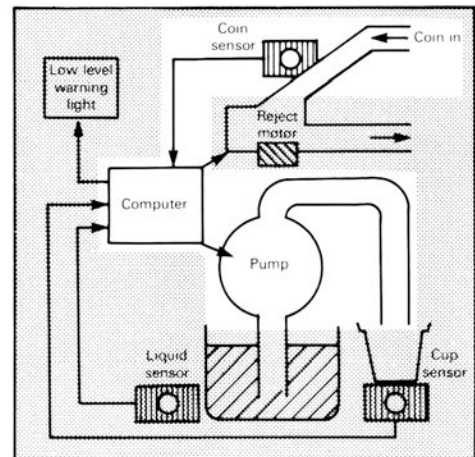 Coin
sensor
Coin in
Low level
warning
light
Reject
motor
Computer
Pump
Liquid
sensor
Cup
sensor